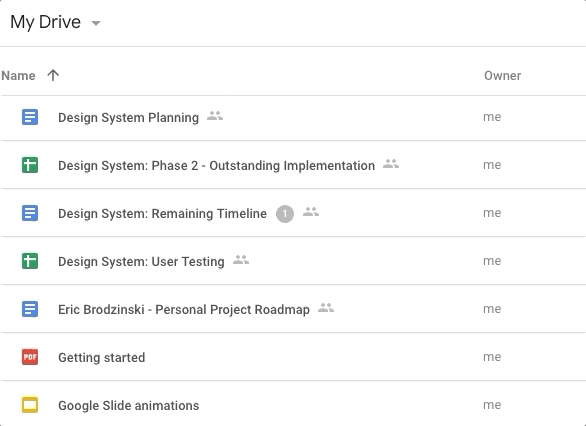 My Drive
Name Owner
Design System Planning me
Design System: Phase 2 - Outstanding Implementation me
Design System: Remaining Timeline 1 me
Design System: User Testing me
Eric Brodzinski - Personal Project Roadmap me
PDF Getting started me
Google Slide animations me